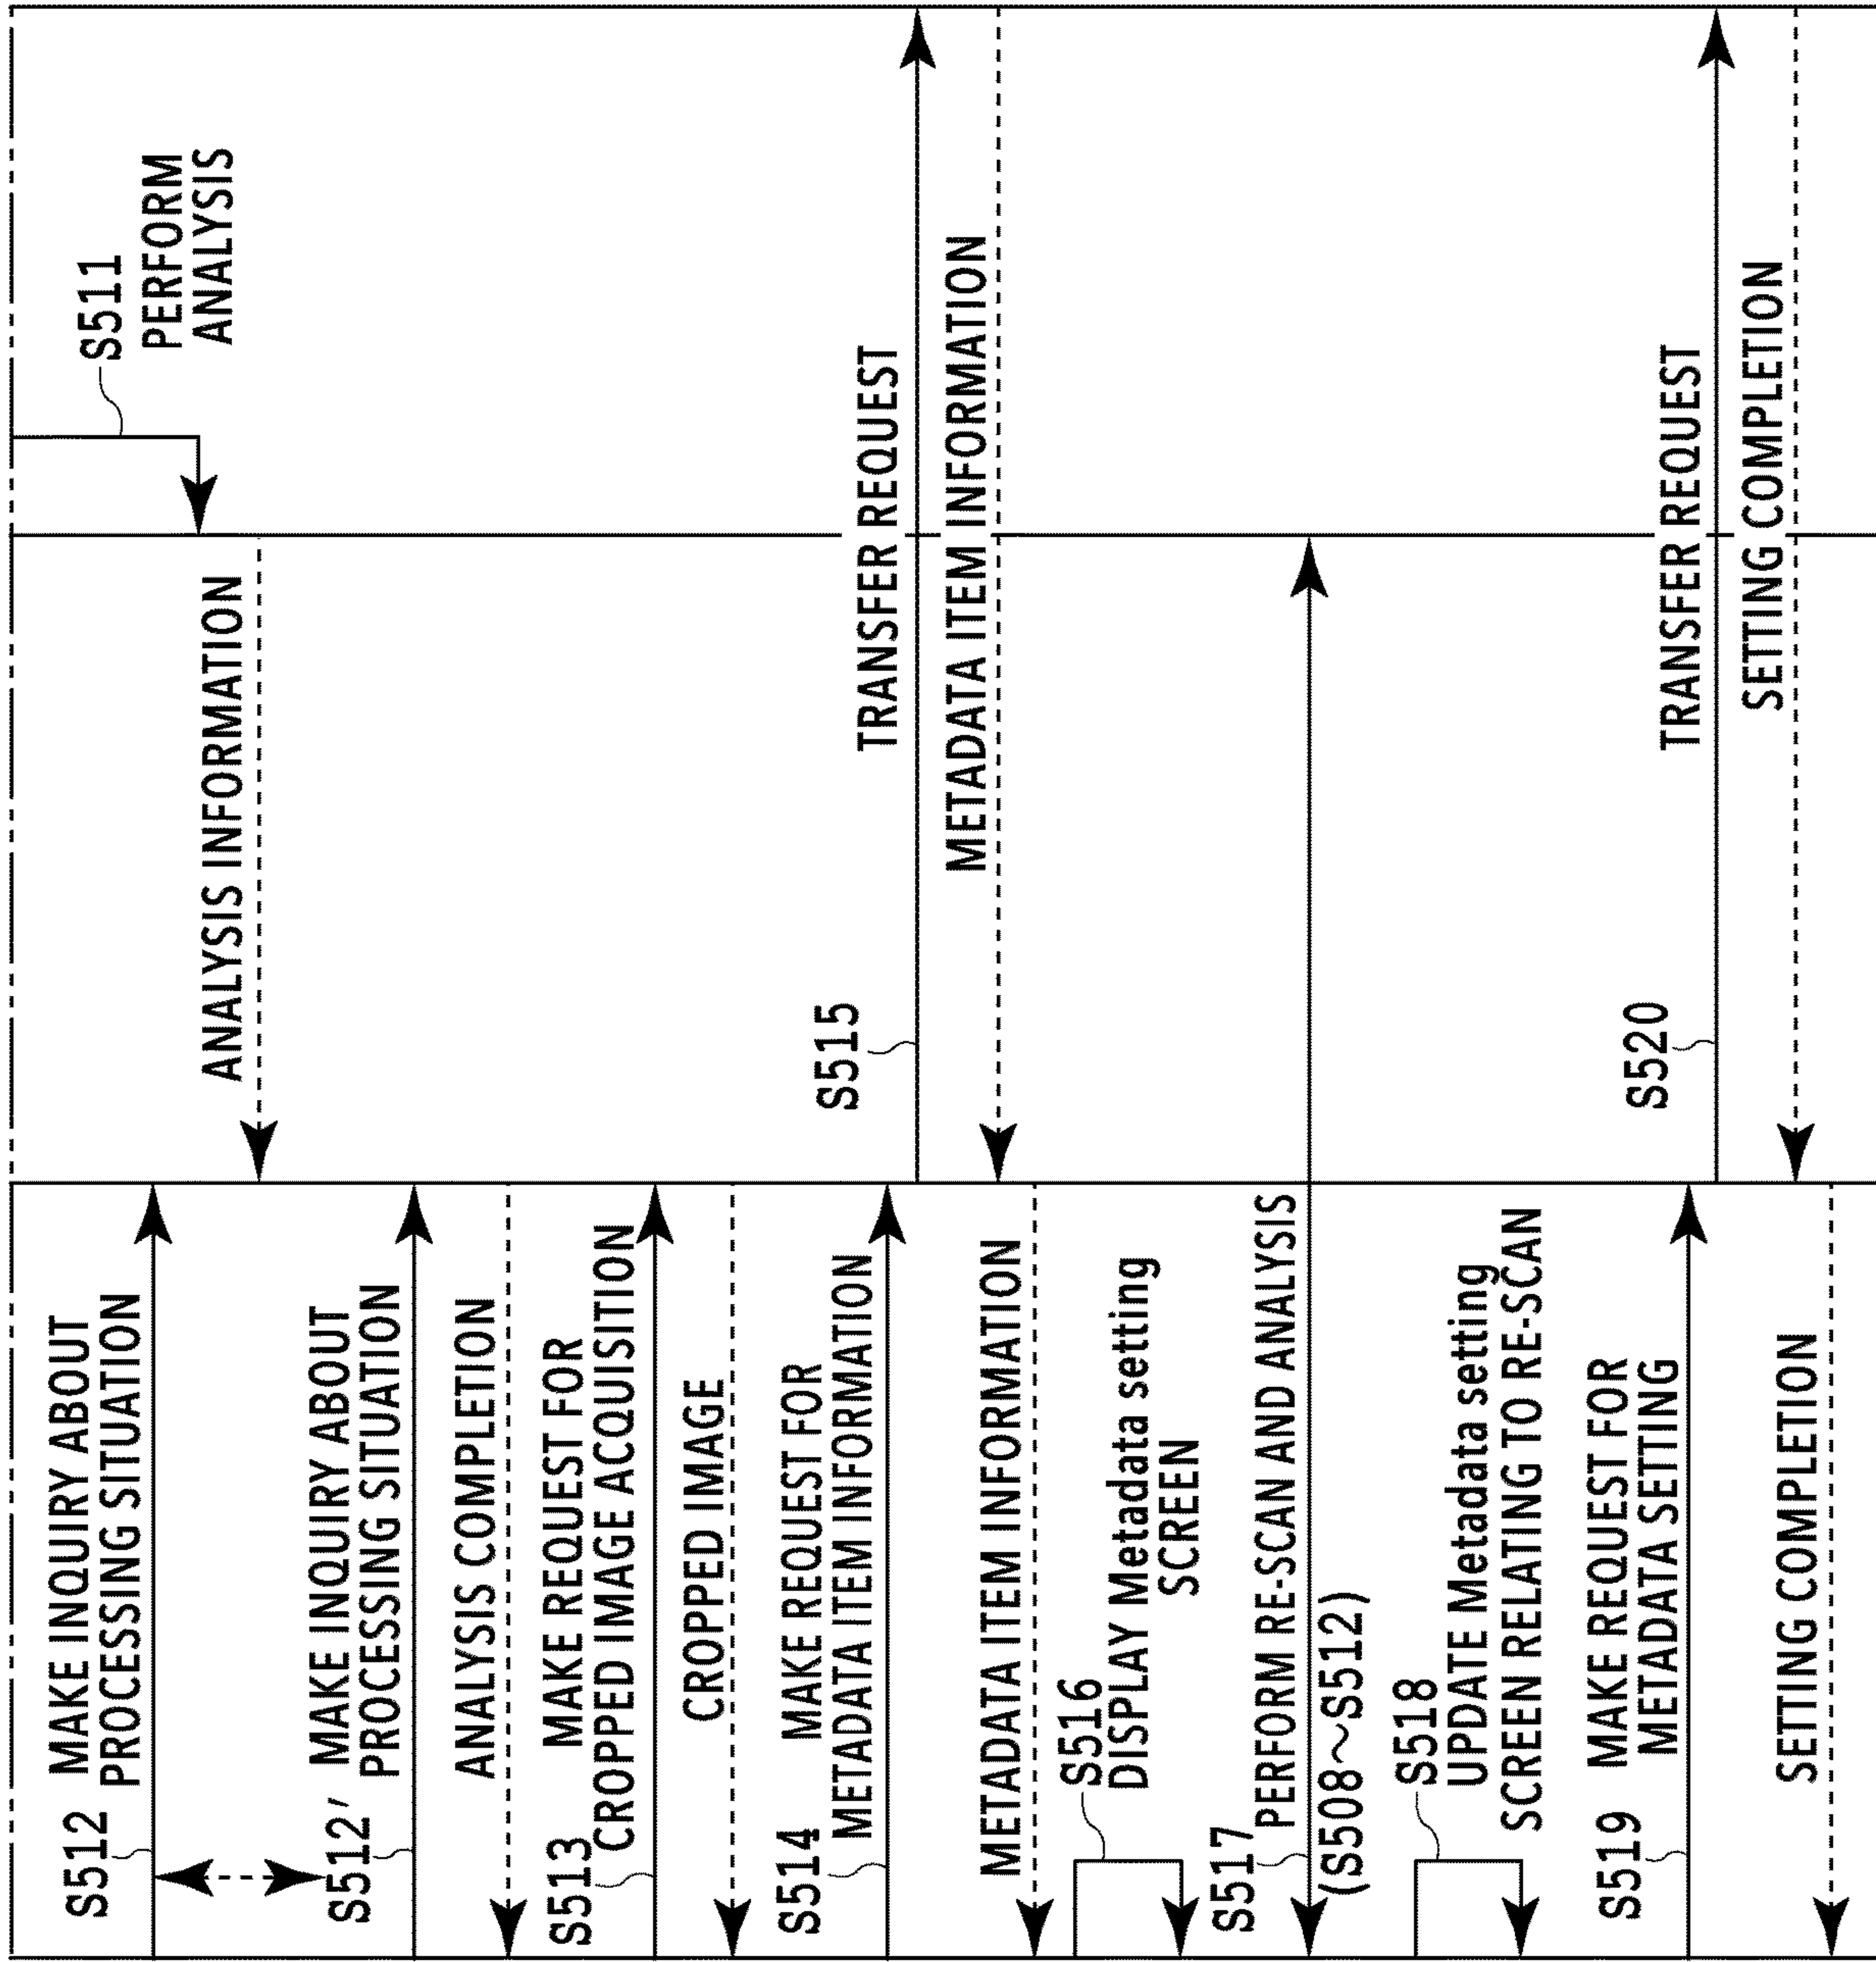 S511
PERFORM
ANALYSIS
S512
MAKE INQUIRY ABOUT
PROCESSING SITUATION
ANALYSIS INFORMATION
S512′
MAKE INQUIRY ABOUT
PROCESSING SITUATION
ANALYSIS COMPLETION
S513
MAKE REQUEST FOR
CROPPED IMAGE ACQUISITION
CROPPED IMAGE
S514
MAKE REQUEST FOR
METADATA ITEM INFORMATION
S515
TRANSFER REQUEST
METADATA ITEM INFORMATION
METADATA ITEM INFORMATION
S516
DISPLAY Metadata setting
SCREEN
S517
PERFORM RE-SCAN AND ANALYSIS
(S508~S512)
S518
UPDATE Metadata setting
SCREEN RELATING TO RE-SCAN
S519
MAKE REQUEST FOR
METADATA SETTING
S520
TRANSFER REQUEST
SETTING COMPLETION
SETTING COMPLETION